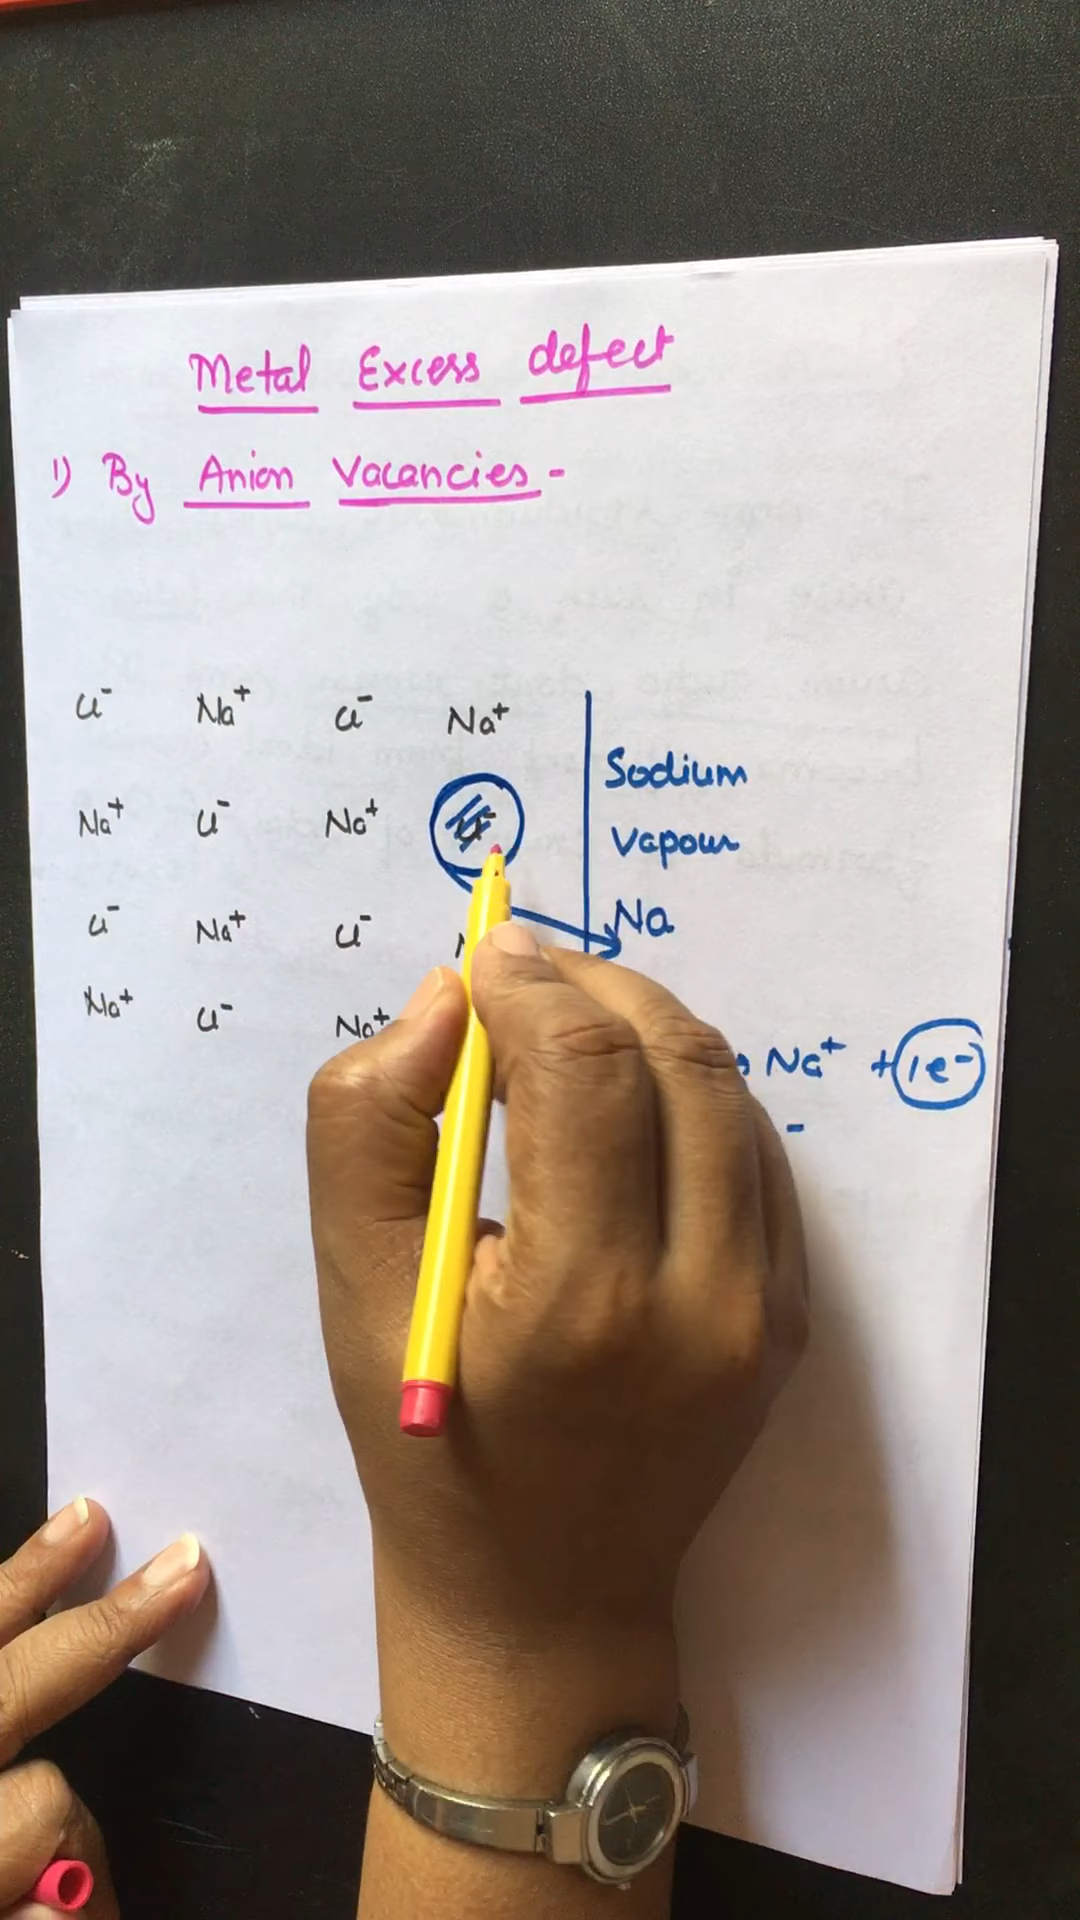 Metal Excess defect
1) By Anion Vacancies -
Cl⁻ Na⁺ Cl⁻ Na⁺
Na⁺ Cl⁻ Na⁺ Cl⁻
Cl⁻ Na⁺ Cl⁻
Na⁺ Cl⁻ Na⁺
Sodium
Vapour
Na
Na⁺ + 1e⁻
-